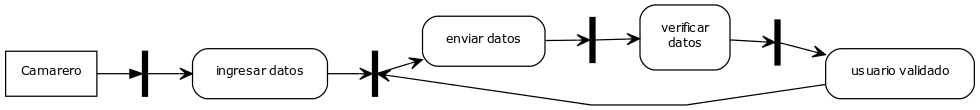 Camarero
ingresar datos
enviar datos
verificar
datos
usuario validado